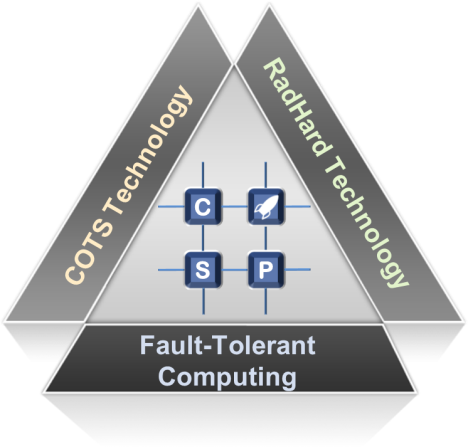 COTS Technology
RadHard Technology
C
S P
Fault-Tolerant
Computing